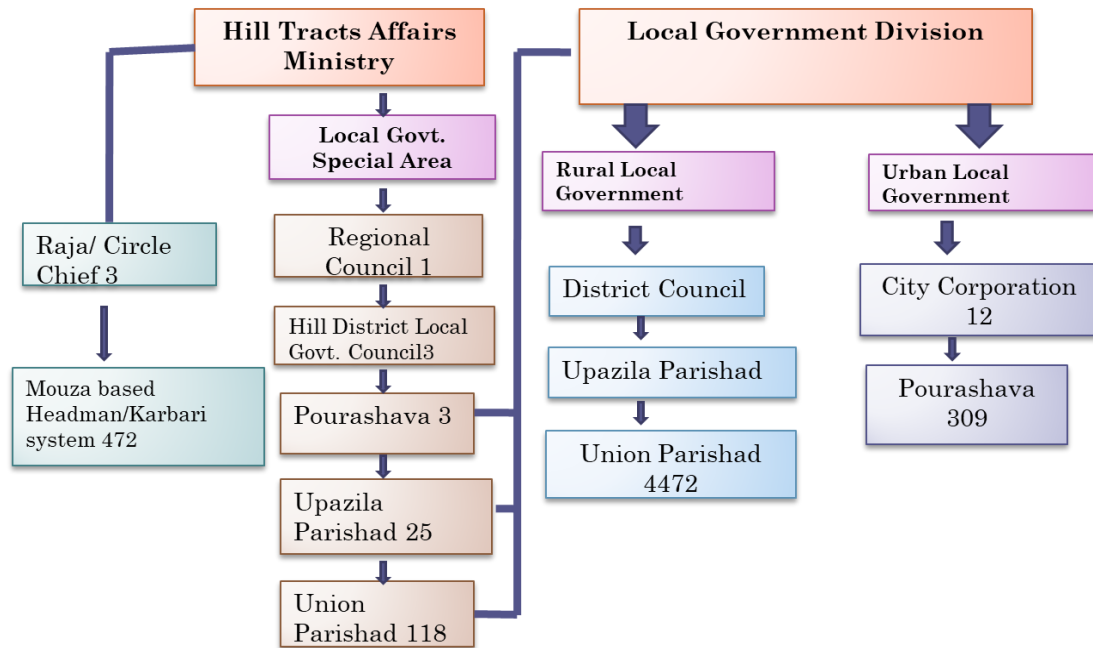 Hill Tracts Affairs
Ministry
Local Government Division
Local Govt.
Special Area
Rural Local
Government
Urban Local
Government
Raja/ Circle
Chief 3
Regional
Council 1
District Council
City Corporation
12
Hill District Local
Govt. Council3
Upazila Parishad
Pourashava
309
Mouza based
Headman/Karbari
system 472
Pourashava 3
Union Parishad
4472
Upazila
Parishad 25
Union
Parishad 118